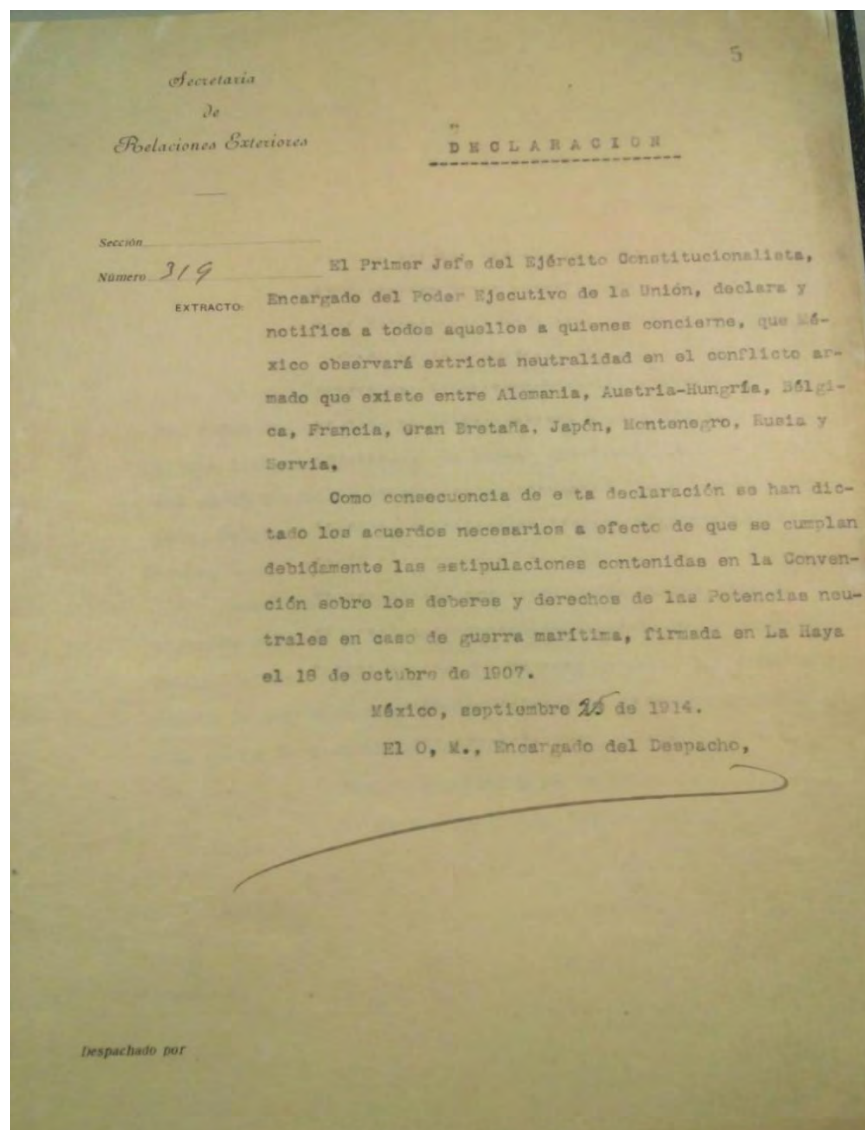 5
Secretaria
de
Relaciones Exteriores
DECLARACION
Sección
Número 319
EXTRACTO:
El Primer Jefe del Ejército Constitucionalista,
Encargado del Poder Ejecutivo de la Unión, declara y
notifica a todos aquellos a quienes concierne, que Mé-
xico observará extricta neutralidad en el conflicto ar-
mado que existe entre Alemania, Austria-Hungría, Bélgi-
ca, Francia, Gran Bretaña, Japón, Montenegro, Rusia y
Servia.
Como consecuencia de e ta declaración se han dic-
tado los acuerdos necesarios a efecto de que se cumplan
debidamente las estipulaciones contenidas en la Conven-
ción sobre los deberes y derechos de las Potencias neu-
trales en caso de guerra marítima, firmada en La Haya
el 18 de octubre de 1907.
México, septiembre 25 de 1914.
El O, M., Encargado del Despacho,
Despachado por